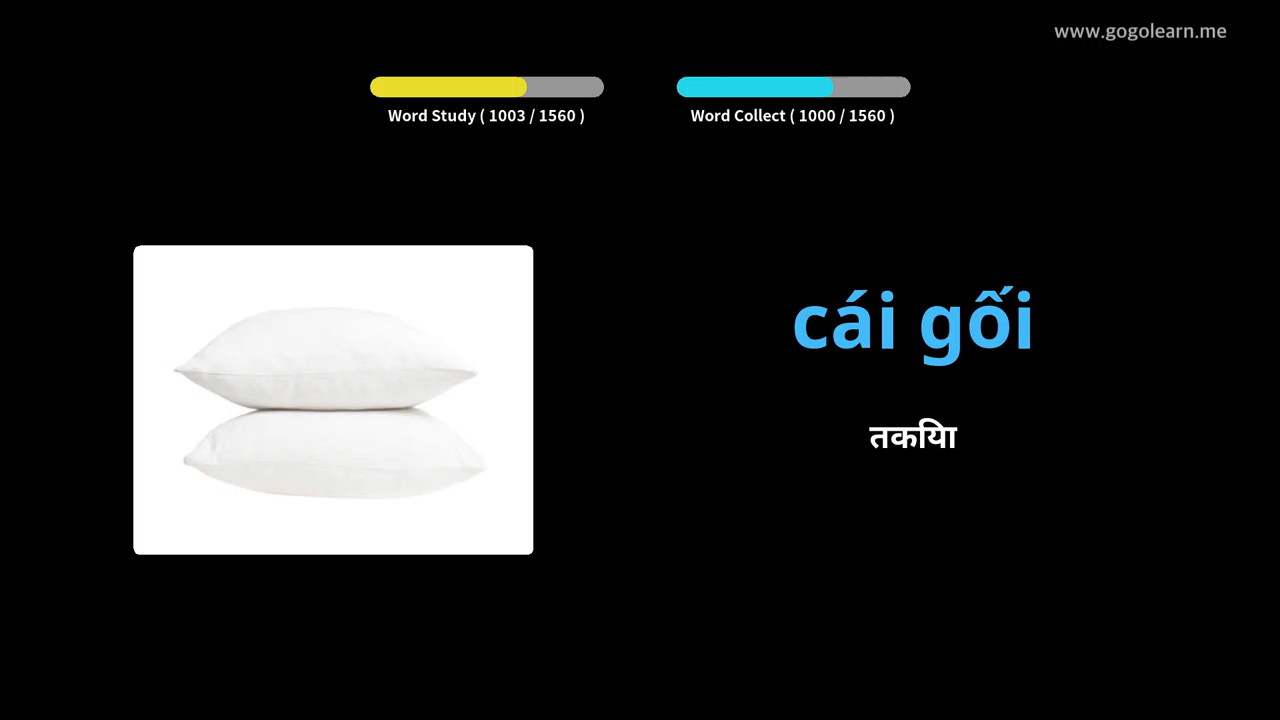 www.gogolearn.me
Word Study ( 1003 / 1560 )
Word Collect ( 1000 / 1560 )
cái gối
तकिया